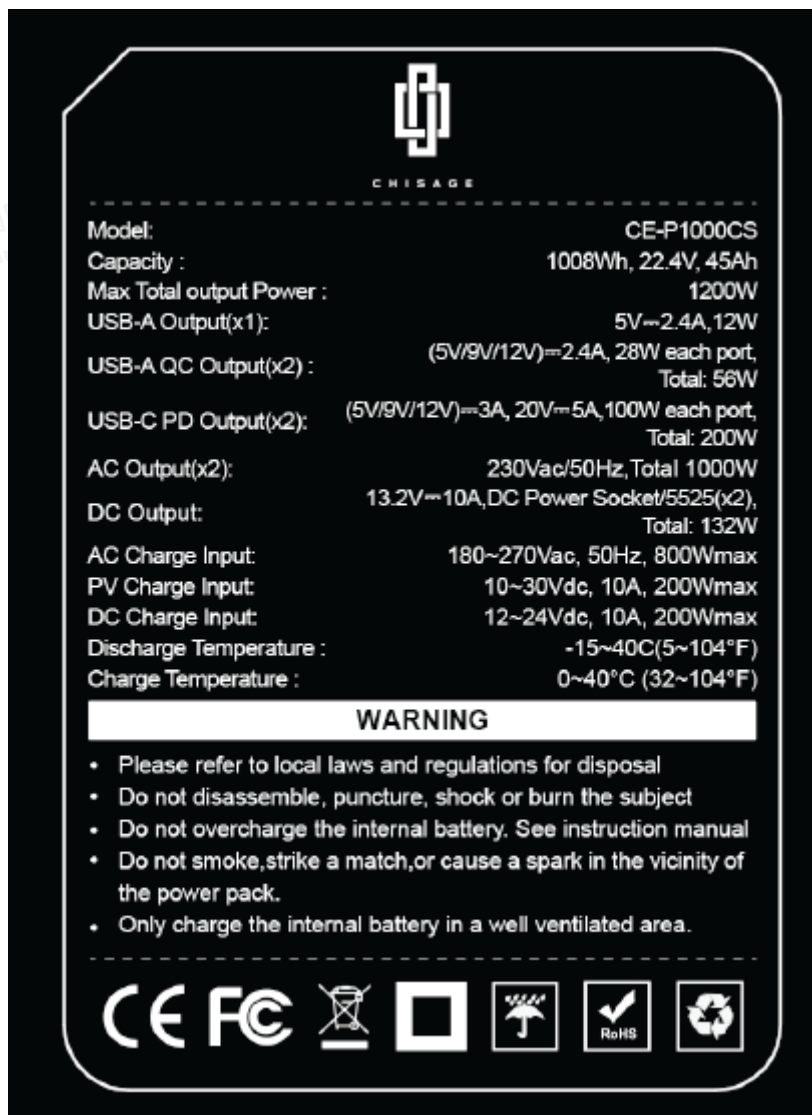 CHISAGE
Model: CE-P1000CS
Capacity : 1008Wh, 22.4V, 45Ah
Max Total output Power : 1200W
USB-A Output(x1): 5V⎓2.4A,12W
USB-A QC Output(x2) : (5V/9V/12V)⎓2.4A, 28W each port,
Total: 56W
USB-C PD Output(x2): (5V/9V/12V)⎓3A, 20V⎓5A,100W each port,
Total: 200W
AC Output(x2): 230Vac/50Hz,Total 1000W
DC Output: 13.2V⎓10A,DC Power Socket/5525(x2),
Total: 132W
AC Charge Input: 180~270Vac, 50Hz, 800Wmax
PV Charge Input: 10~30Vdc, 10A, 200Wmax
DC Charge Input: 12~24Vdc, 10A, 200Wmax
Discharge Temperature : -15~40C(5~104°F)
Charge Temperature : 0~40°C (32~104°F)
WARNING
• Please refer to local laws and regulations for disposal
• Do not disassemble, puncture, shock or burn the subject
• Do not overcharge the internal battery. See instruction manual
• Do not smoke,strike a match,or cause a spark in the vicinity of
the power pack.
• Only charge the internal battery in a well ventilated area.
CE FC RoHS